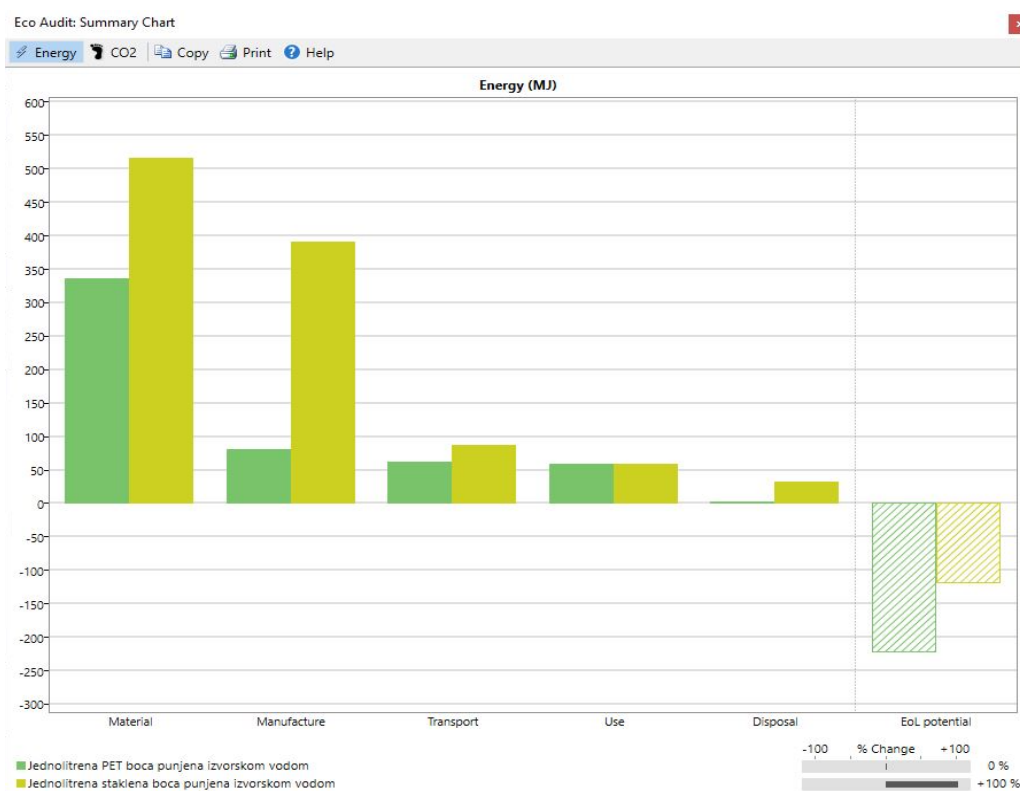 Eco Audit: Summary Chart
Energy CO2 Copy Print Help
Energy (MJ)
600
550
500
450
400
350
300
250
200
150
100
50
0
-50
-100
-150
-200
-250
-300
Material Manufacture Transport Use Disposal EoL potential
-100 % Change +100
Jednolitrena PET boca punjena izvorskom vodom 0 %
Jednolitrena staklena boca punjena izvorskom vodom +100 %